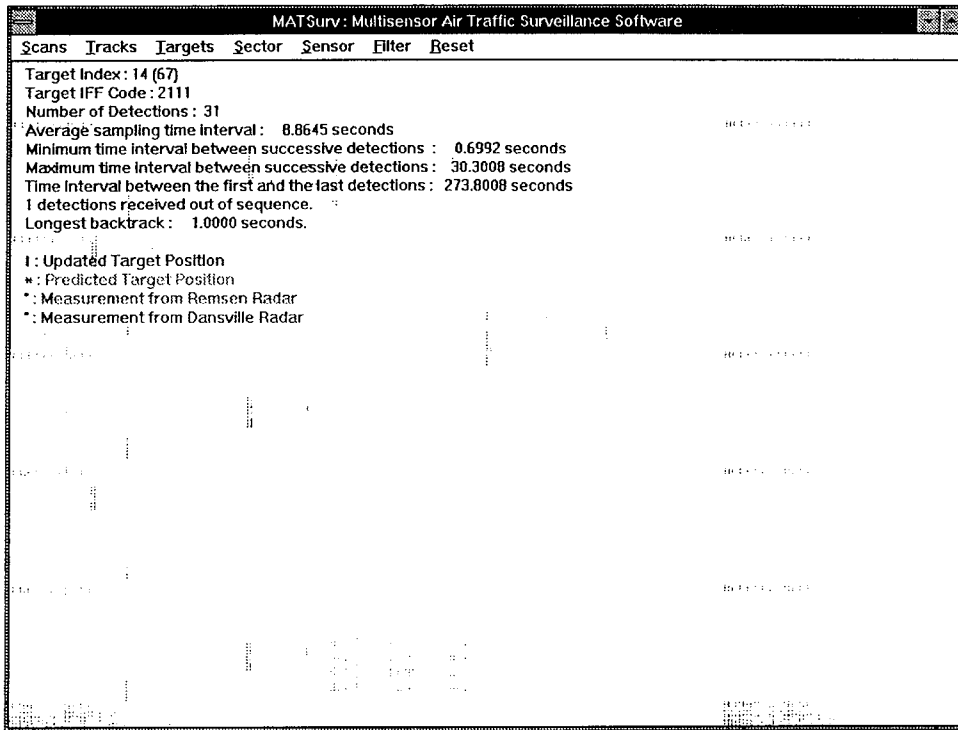 MATSurv: Multisensor Air Traffic Surveillance Software
Scans Tracks Targets Sector Sensor Filter Reset
Target Index: 14 (67)
Target IFF Code: 2111
Number of Detections: 31
Average sampling time interval: 8.8645 seconds
Minimum time interval between successive detections : 0.6992 seconds
Maximum time interval between successive detections : 30.3008 seconds
Time Interval between the first and the last detections: 273.8008 seconds
1 detections received out of sequence.
Longest backtrack: 1.0000 seconds.
‡: Updated Target Position
*: Predicted Target Position
*: Measurement from Remsen Radar
*: Measurement from Dansville Radar